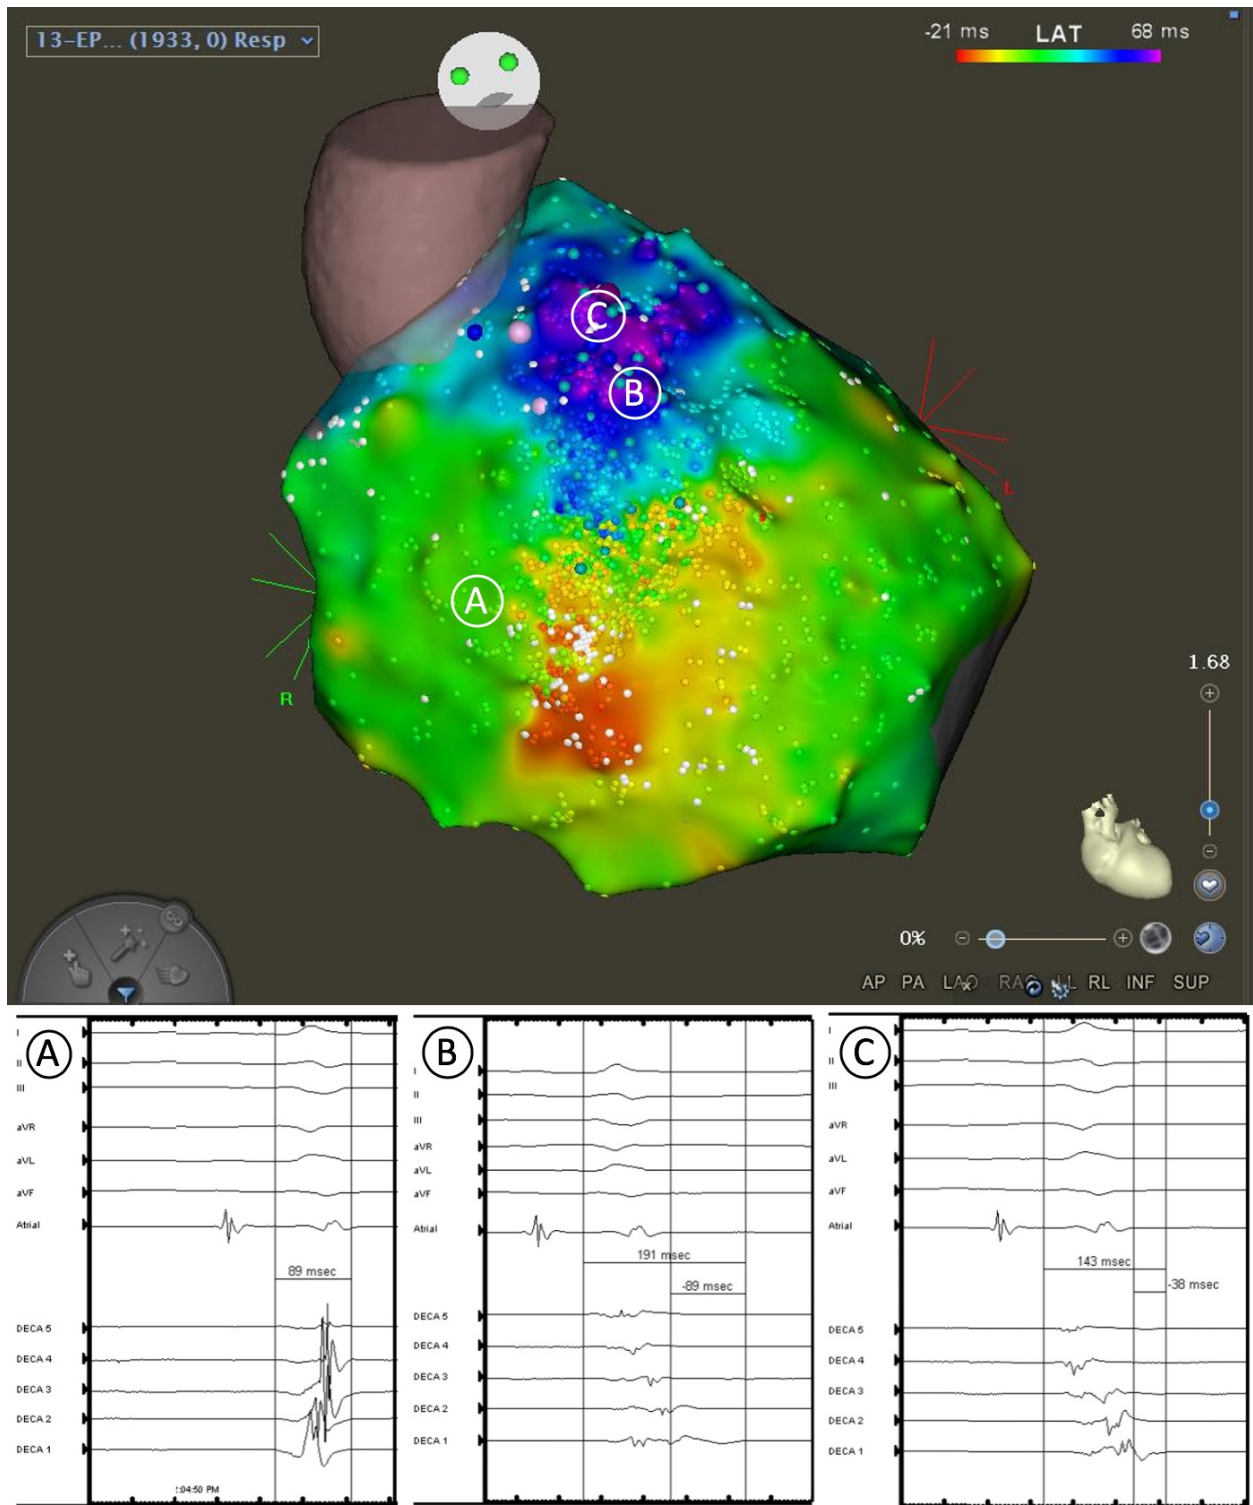 13-EP... (1933, 0) Resp
-21 ms LAT 68 ms
C
B
A
L
R
1.68
0%
AP PA LAO RAO LL RL INF SUP
A
I
II
III
aVR
aVL
aVF
Atrial
89 msec
DECA 5
DECA 4
DECA 3
DECA 2
DECA 1
:04:50 PM
B
I
II
III
aVR
aVL
aVF
Atrial
191 msec
-89 msec
DECA 5
DECA 4
DECA 3
DECA 2
DECA 1
C
I
II
III
aVR
aVL
aVF
Atrial
143 msec
-38 msec
DECA 5
DECA 4
DECA 3
DECA 2
DECA 1